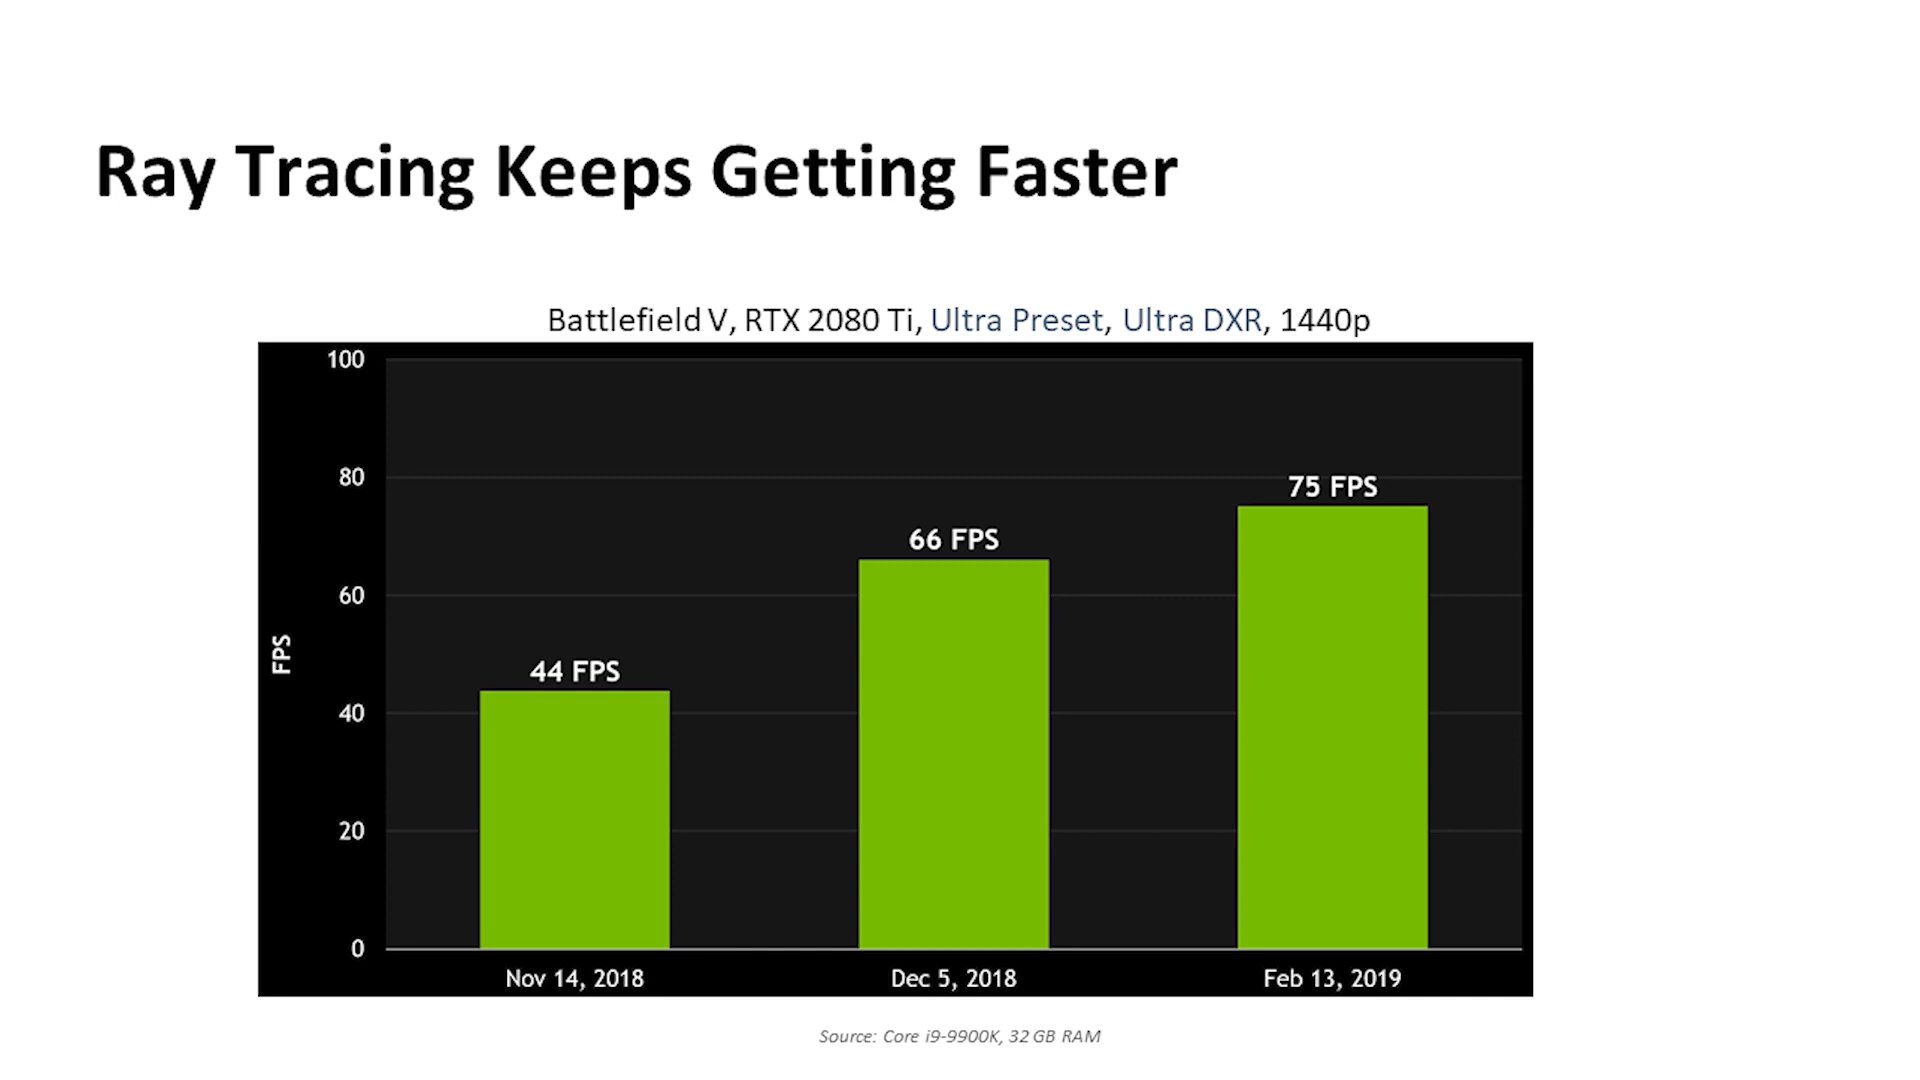 Ray Tracing Keeps Getting Faster
Battlefield V, RTX 2080 Ti, Ultra Preset, Ultra DXR, 1440p
100
80
60
40
20
0
FPS
44 FPS
66 FPS
75 FPS
Nov 14, 2018
Dec 5, 2018
Feb 13, 2019
Source: Core i9-9900K, 32 GB RAM